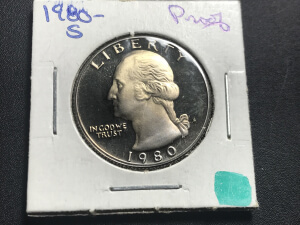 1980- Proof
S
LIBERTY
IN GOD WE
TRUST
1980